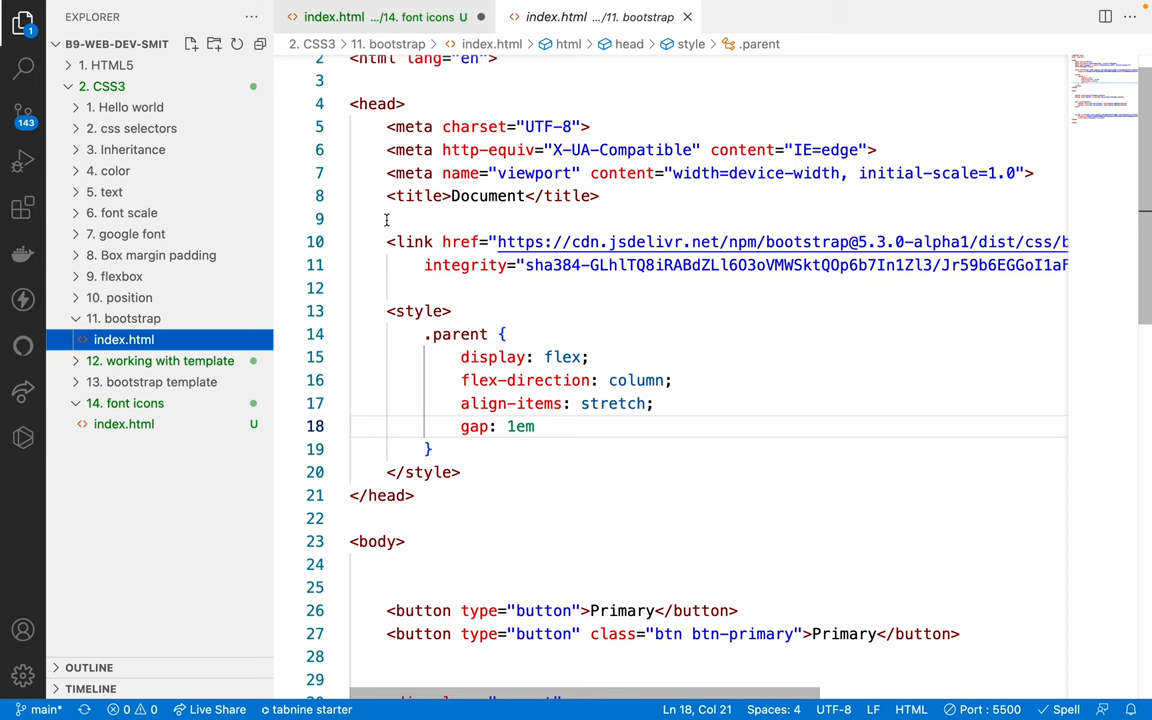 EXPLORER
index.html .../14. font icons U
index.html .../11. bootstrap
B9-WEB-DEV-SMIT
2. CSS3 > 11. bootstrap > index.html > html > head > style > .parent
1. HTML5
2. CSS3
1. Hello world
2. css selectors
3. Inheritance
4. color
5. text
6. font scale
7. google font
8. Box margin padding
9. flexbox
10. position
11. bootstrap
index.html
12. working with template
13. bootstrap template
14. font icons
index.html U
OUTLINE
TIMELINE
1
143
2 <html lang="en">
3
4 <head>
5 <meta charset="UTF-8">
6 <meta http-equiv="X-UA-Compatible" content="IE=edge">
7 <meta name="viewport" content="width=device-width, initial-scale=1.0">
8 <title>Document</title>
9
10 <link href="https://cdn.jsdelivr.net/npm/bootstrap@5.3.0-alpha1/dist/css/b
11 integrity="sha384-GLhlTQ8iRABdZLl6O3oVMWSktQOp6b7In1Zl3/Jr59b6EGGoI1aF
12
13 <style>
14 .parent {
15 display: flex;
16 flex-direction: column;
17 align-items: stretch;
18 gap: 1em
19 }
20 </style>
21 </head>
22
23 <body>
24
25
26 <button type="button">Primary</button>
27 <button type="button" class="btn btn-primary">Primary</button>
28
29
main* 0 0 Live Share tabnine starter Ln 18, Col 21 Spaces: 4 UTF-8 LF HTML Port : 5500 Spell